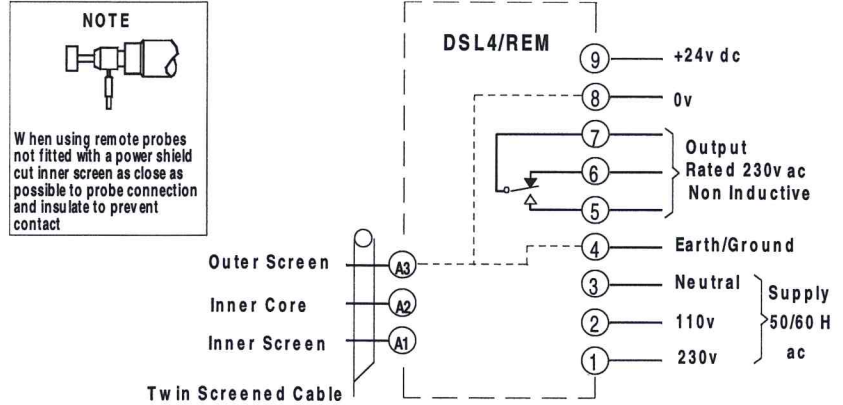 NOTE
When using remote probes
not fitted with a power shield
cut inner screen as close as
possible to probe connection
and insulate to prevent
contact
DSL4/REM
9 +24v dc
8 0v
7
6
5
Output
Rated 230v ac
Non Inductive
4 Earth/Ground
3 Neutral
2 110v
1 230v
Supply
50/60 H
ac
Outer Screen A3
Inner Core A2
Inner Screen A1
Twin Screened Cable